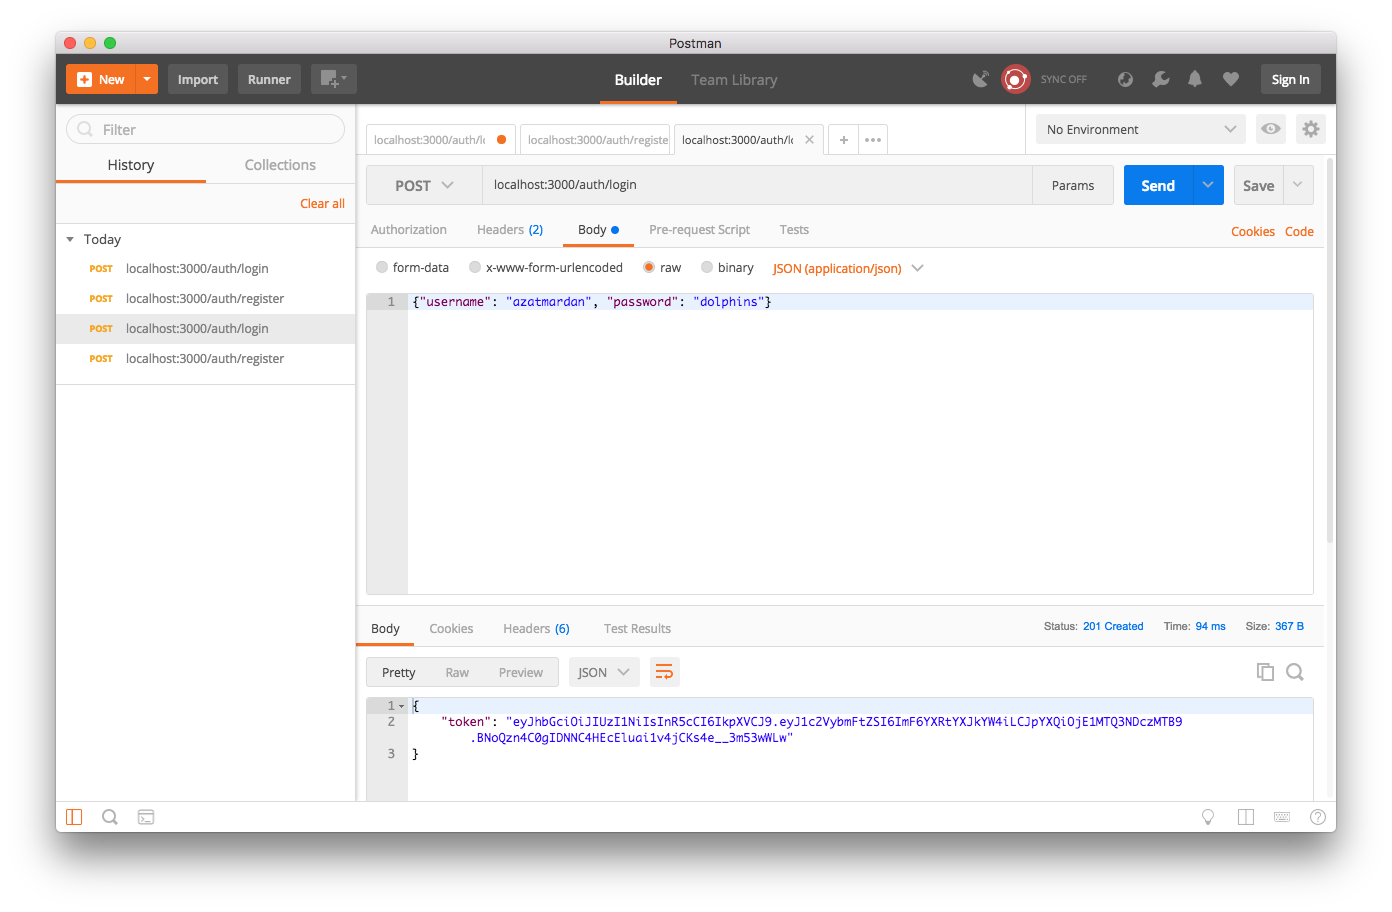 Postman
New
Import
Runner
Builder
Team Library
SYNC OFF
Sign In
Filter
History
Collections
Clear all
Today
POST localhost:3000/auth/login
POST localhost:3000/auth/register
POST localhost:3000/auth/login
POST localhost:3000/auth/register
localhost:3000/auth/l
localhost:3000/auth/registe
localhost:3000/auth/l
No Environment
POST
localhost:3000/auth/login
Params
Send
Save
Authorization
Headers (2)
Body
Pre-request Script
Tests
Cookies
Code
form-data
x-www-form-urlencoded
raw
binary
JSON (application/json)
1 {"username": "azatmardan", "password": "dolphins"}
Body
Cookies
Headers (6)
Test Results
Status: 201 Created
Time: 94 ms
Size: 367 B
Pretty
Raw
Preview
JSON
1 {
2 "token": "eyJhbGciOiJIUzI1NiIsInR5cCI6IkpXVCJ9.eyJ1c2VybmFtZSI6ImF6YXRtYXJkYW4iLCJpYXQiOjE1MTQ3NDczMTB9
.BNoQzn4C0gIDNNC4HEcEluai1v4jCKs4e__3m53wWLw"
3 }